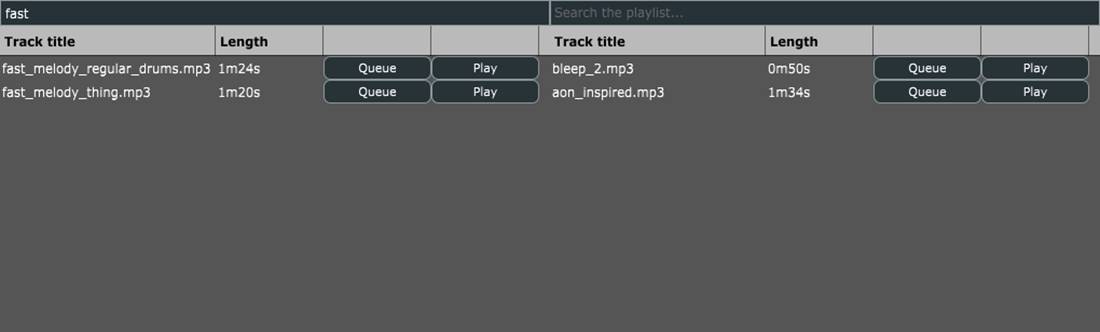 fast
Search the playlist...
Track title Length Track title Length
fast_melody_regular_drums.mp3 1m24s Queue Play bleep_2.mp3 0m50s Queue Play
fast_melody_thing.mp3 1m20s Queue Play aon_inspired.mp3 1m34s Queue Play